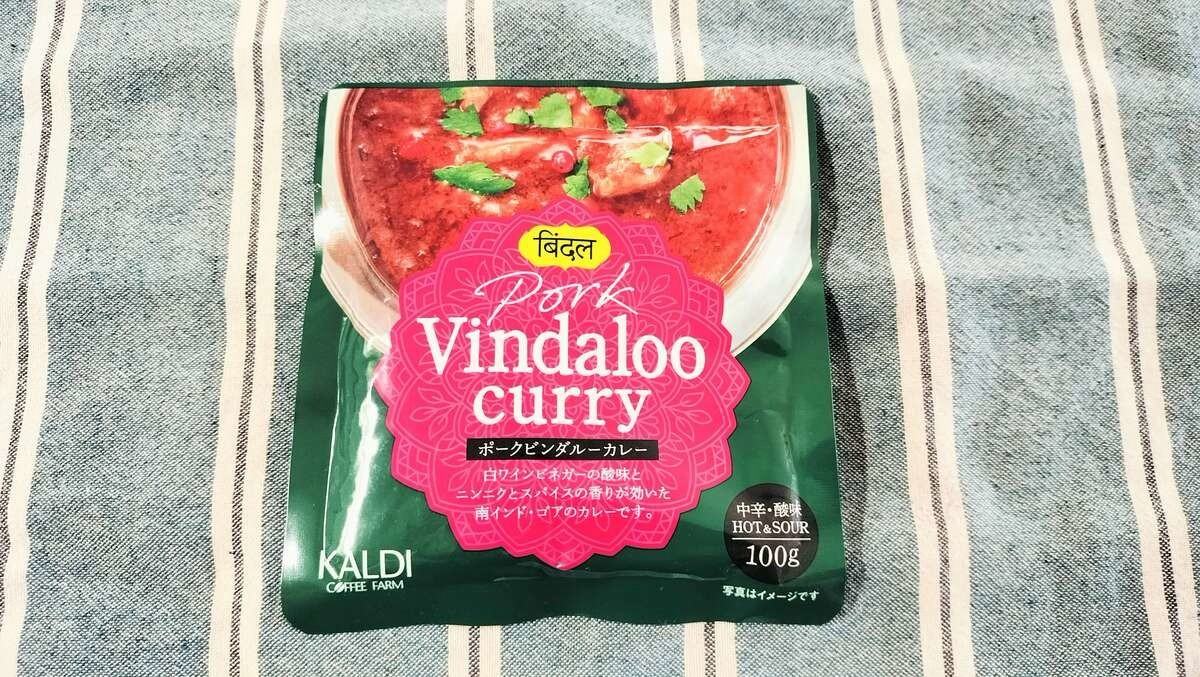 बिंदल
Pork
Vindaloo
curry
ポークビンダルーカレー
白ワインビネガーの酸味と
ニンニクとスパイスの香りが効いた
南インド・ゴアのカレーです。
中辛・酸味
HOT&SOUR
100g
KALDI
COFFEE FARM
写真はイメージです